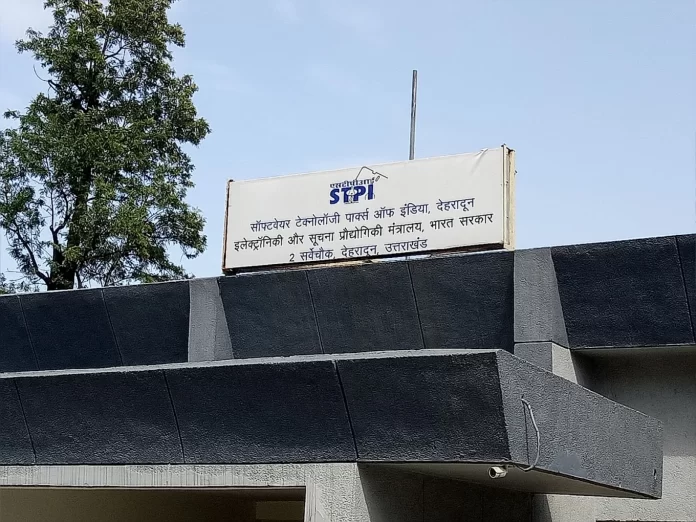 एसटीपीआई
STPI
सॉफ्टवेयर टेक्नोलॉजी पार्क्स ऑफ इंडिया, देहरादून
इलेक्ट्रॉनिकी और सूचना प्रौद्योगिकी मंत्रालय, भारत सरकार
2 सर्वेचौक, देहरादून, उत्तराखंड